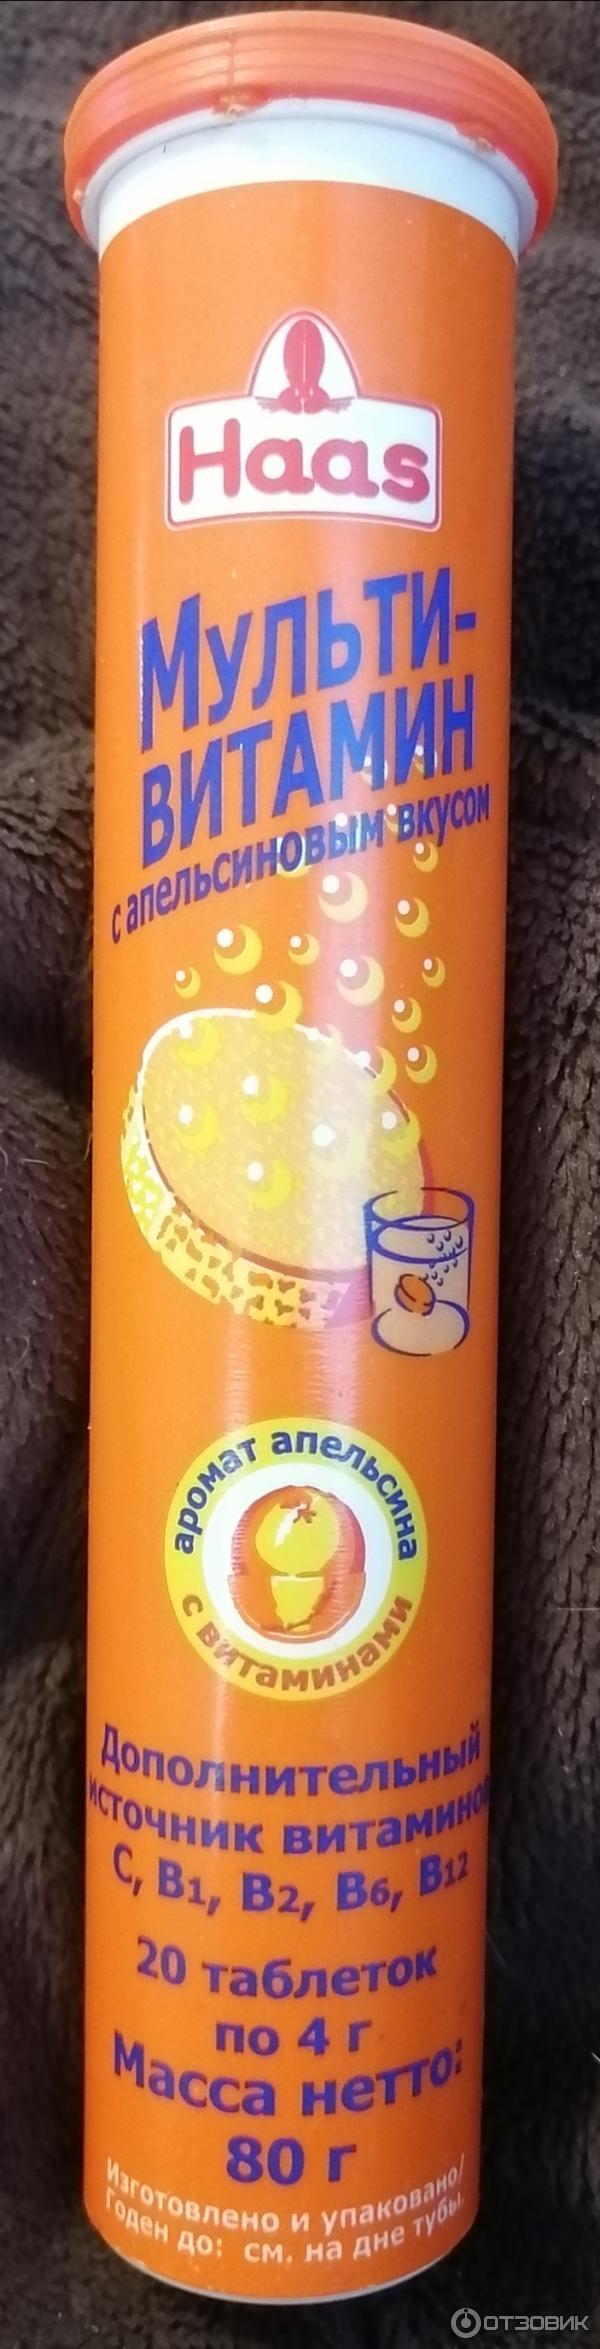 Haas
Мульти-
витамин
с апельсиновым вкусом
аромат апельсина
с витаминами
Дополнительный
источник витаминов
C, B1, B2, B6, B12
20 таблеток
по 4 г
Масса нетто:
80 г
Изготовлено и упаковано/
Годен до: см. на дне тубы.
ОТЗОВИК